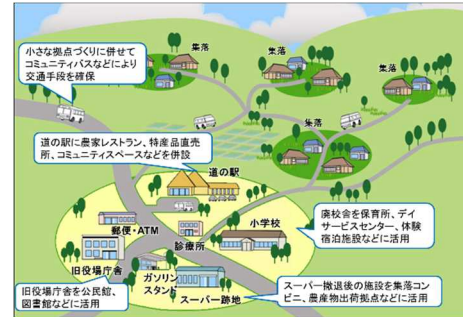 小さな拠点づくりに併せて
コミュニティバスなどにより
交通手段を確保
集落
集落
集落
集落
道の駅に農家レストラン、特産品直売
所、コミュニティスペースなどを併設
道の駅
郵便・ATM
診療所
小学校
廃校舎を保育所、デイ
サービスセンター、体験
宿泊施設などに活用
旧役場庁舎
ガソリン
スタンド
スーパー跡地
旧役場庁舎を公民館、
図書館などに活用
スーパー撤退後の施設を集落コン
ビニ、農産物出荷拠点などに活用